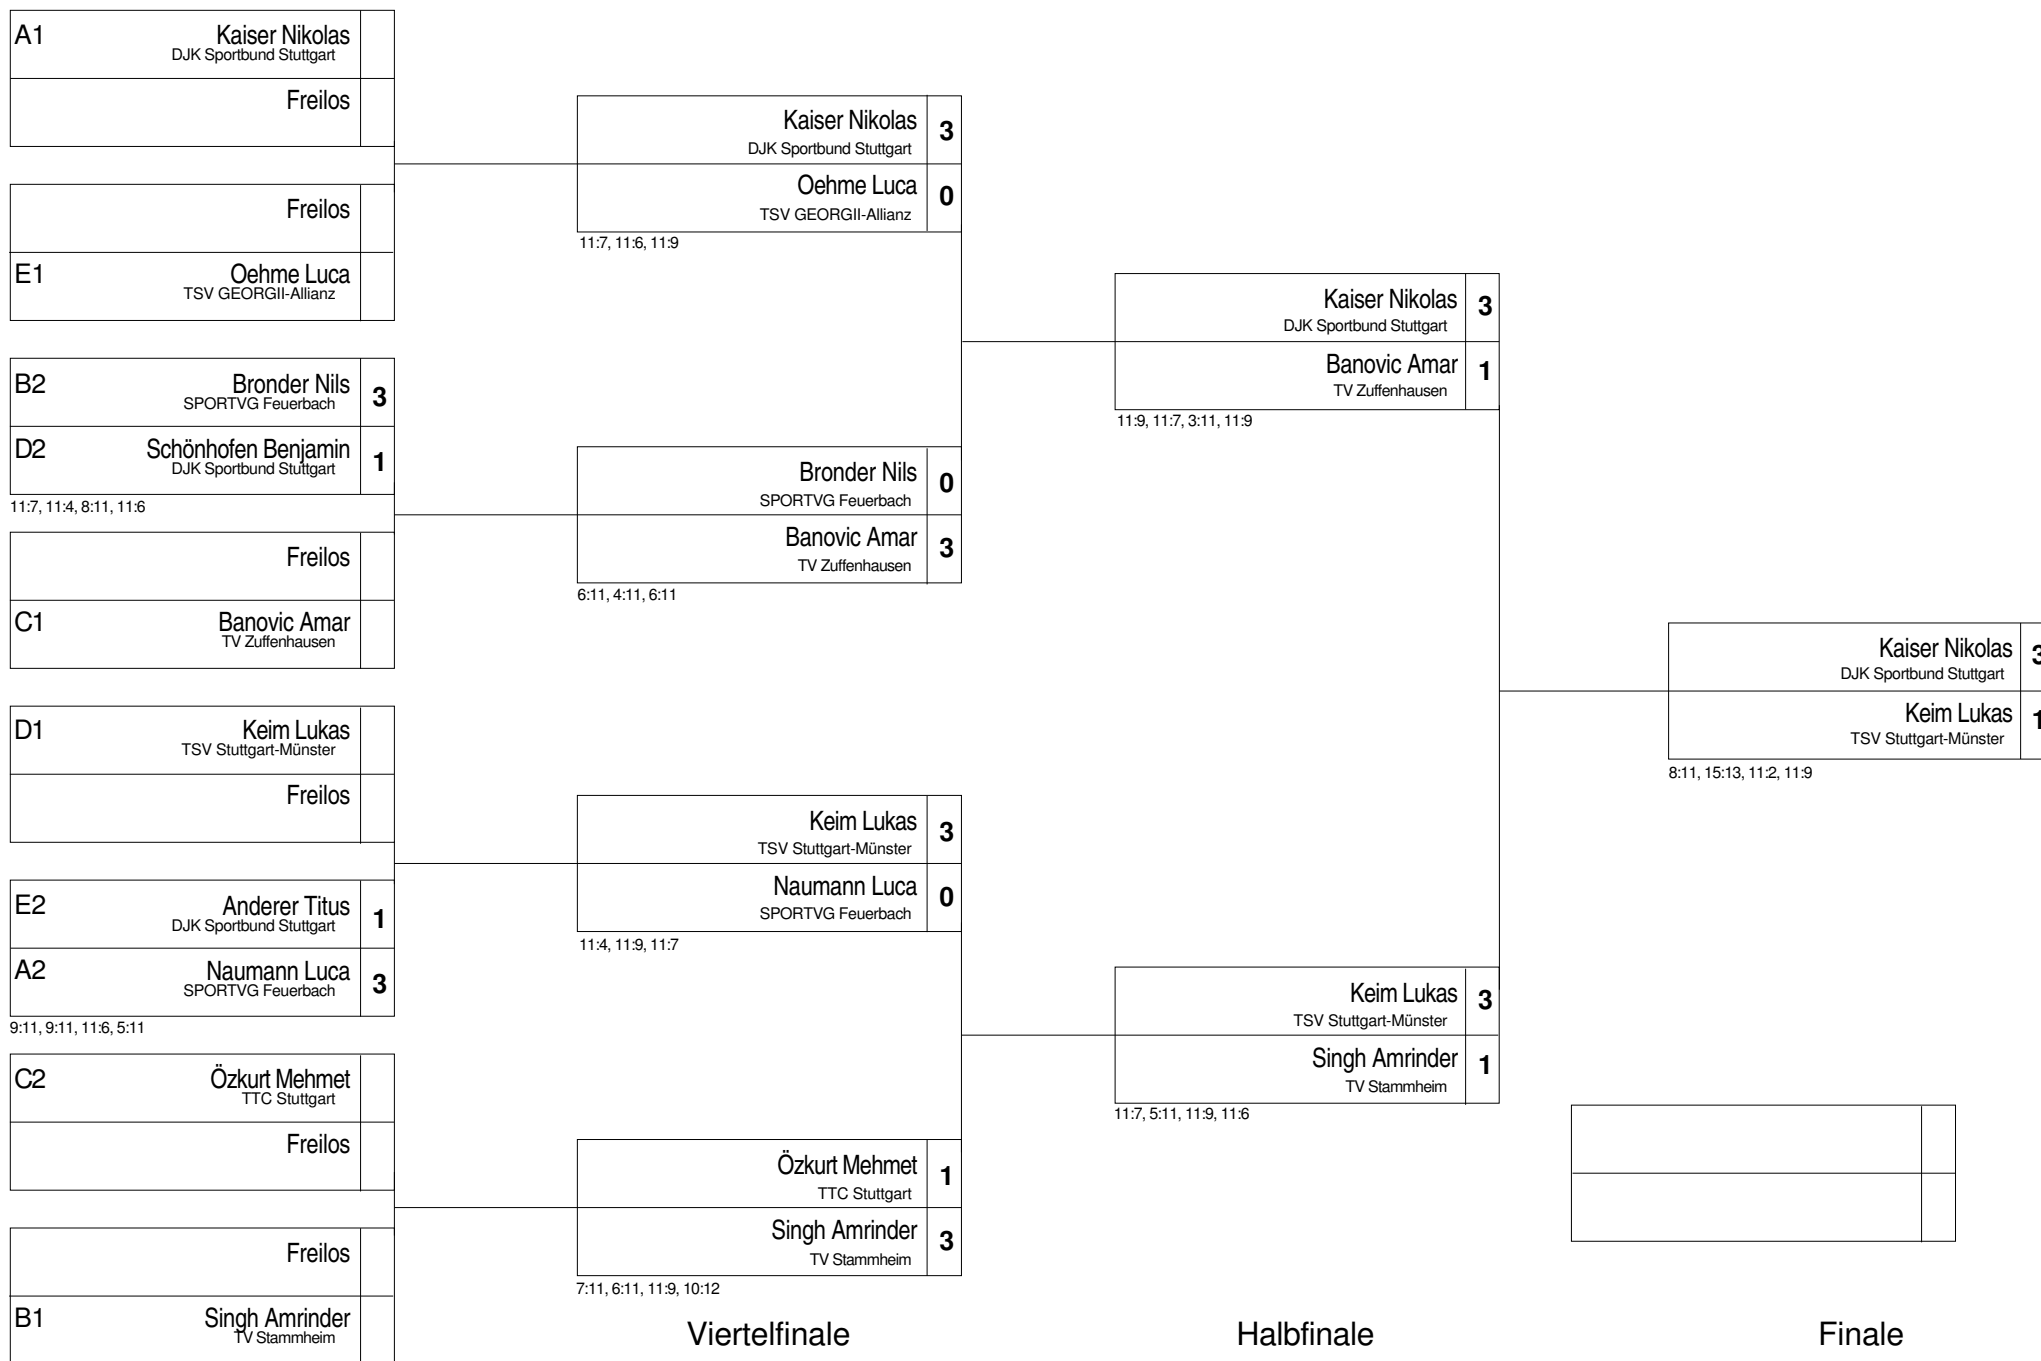 A1 Kaiser Nikolas
DJK Sportbund Stuttgart
Freilos
Freilos
E1 Oehme Luca
TSV GEORGII-Allianz
B2 Bronder Nils 3
SPORTVG Feuerbach
D2 Schönhofen Benjamin 1
DJK Sportbund Stuttgart
11:7, 11:4, 8:11, 11:6
Freilos
C1 Banovic Amar
TV Zuffenhausen
D1 Keim Lukas
TSV Stuttgart-Münster
Freilos
E2 Anderer Titus 1
DJK Sportbund Stuttgart
A2 Naumann Luca 3
SPORTVG Feuerbach
9:11, 9:11, 11:6, 5:11
C2 Özkurt Mehmet
TTC Stuttgart
Freilos
Freilos
B1 Singh Amrinder
TV Stammheim
Kaiser Nikolas 3
DJK Sportbund Stuttgart
Oehme Luca 0
TSV GEORGII-Allianz
11:7, 11:6, 11:9
Bronder Nils 0
SPORTVG Feuerbach
Banovic Amar 3
TV Zuffenhausen
6:11, 4:11, 6:11
Keim Lukas 3
TSV Stuttgart-Münster
Naumann Luca 0
SPORTVG Feuerbach
11:4, 11:9, 11:7
Özkurt Mehmet 1
TTC Stuttgart
Singh Amrinder 3
TV Stammheim
7:11, 6:11, 11:9, 10:12
Viertelfinale
Kaiser Nikolas 3
DJK Sportbund Stuttgart
Banovic Amar 1
TV Zuffenhausen
11:9, 11:7, 3:11, 11:9
Keim Lukas 3
TSV Stuttgart-Münster
Singh Amrinder 1
TV Stammheim
11:7, 5:11, 11:9, 11:6
Halbfinale
Kaiser Nikolas 3
DJK Sportbund Stuttgart
Keim Lukas 1
TSV Stuttgart-Münster
8:11, 15:13, 11:2, 11:9
Finale